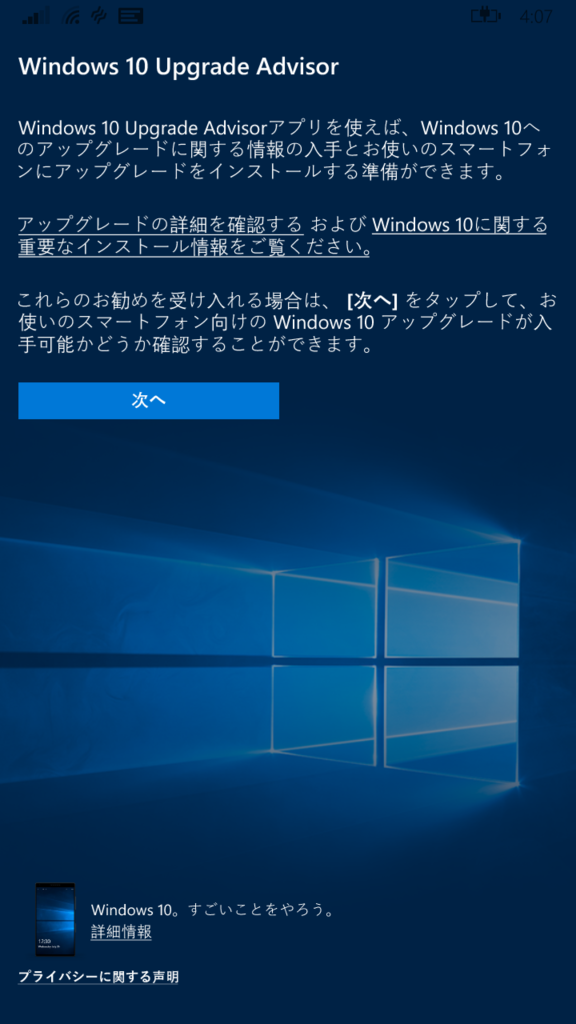 4:07
Windows 10 Upgrade Advisor
Windows 10 Upgrade Advisorアプリを使えば、Windows 10へ
のアップグレードに関する情報の入手とお使いのスマートフォ
ンにアップグレードをインストールする準備ができます。
アップグレードの詳細を確認する および Windows 10に関する
重要なインストール情報をご覧ください。
これらのお勧めを受け入れる場合は、 [次へ] をタップして、お
使いのスマートフォン向けの Windows 10 アップグレードが入
手可能かどうか確認することができます。
次へ
Windows 10。すごいことをやろう。
詳細情報
プライバシーに関する声明